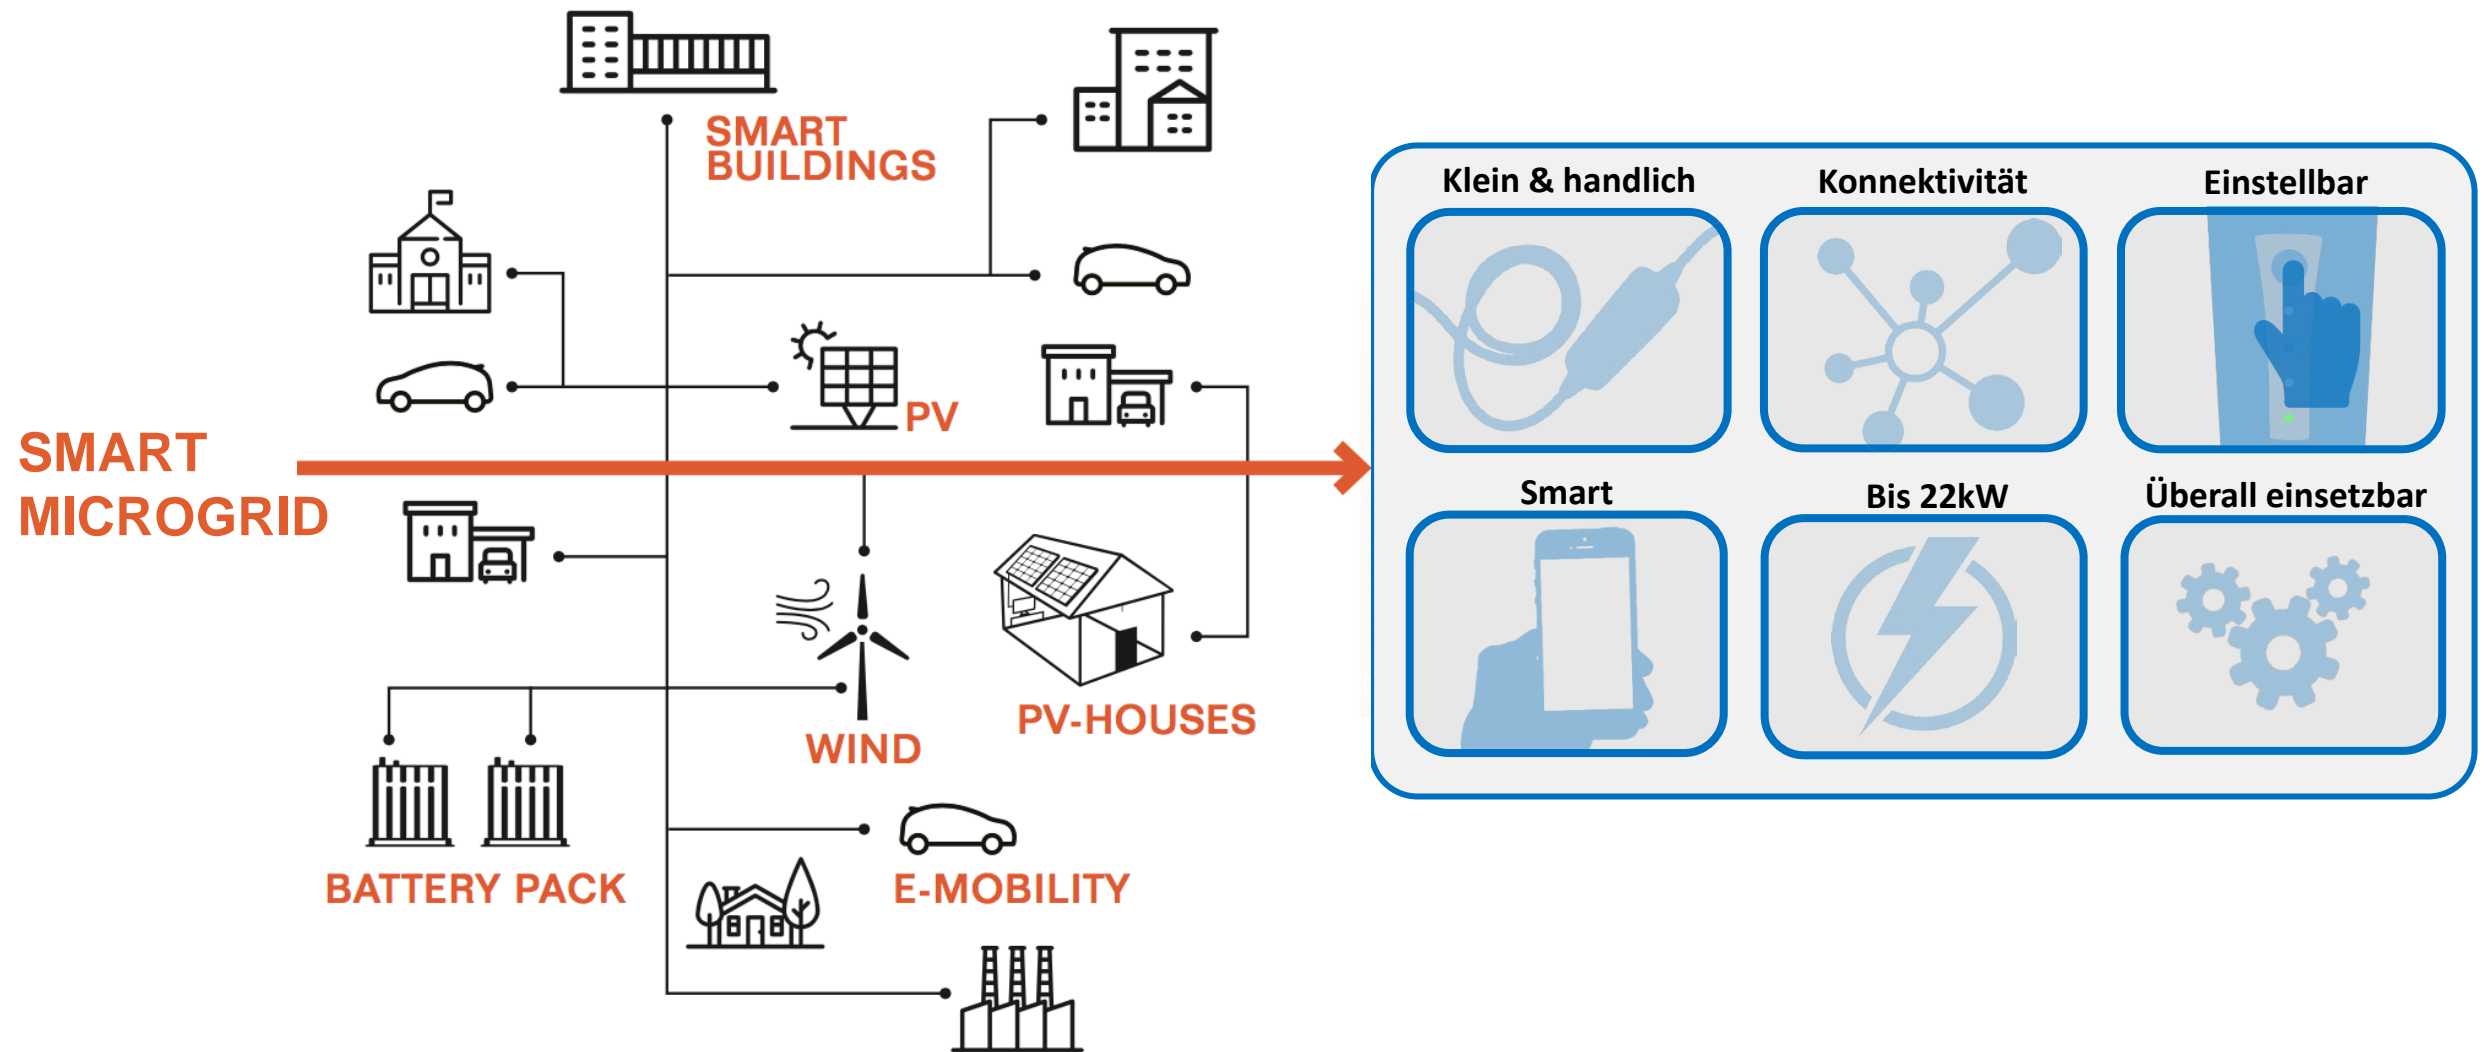 SMART
BUILDINGS
PV
SMART
MICROGRID
WIND
PV-HOUSES
BATTERY PACK
E-MOBILITY
Klein & handlich
Konnektivität
Einstellbar
Smart
Bis 22kW
Überall einsetzbar